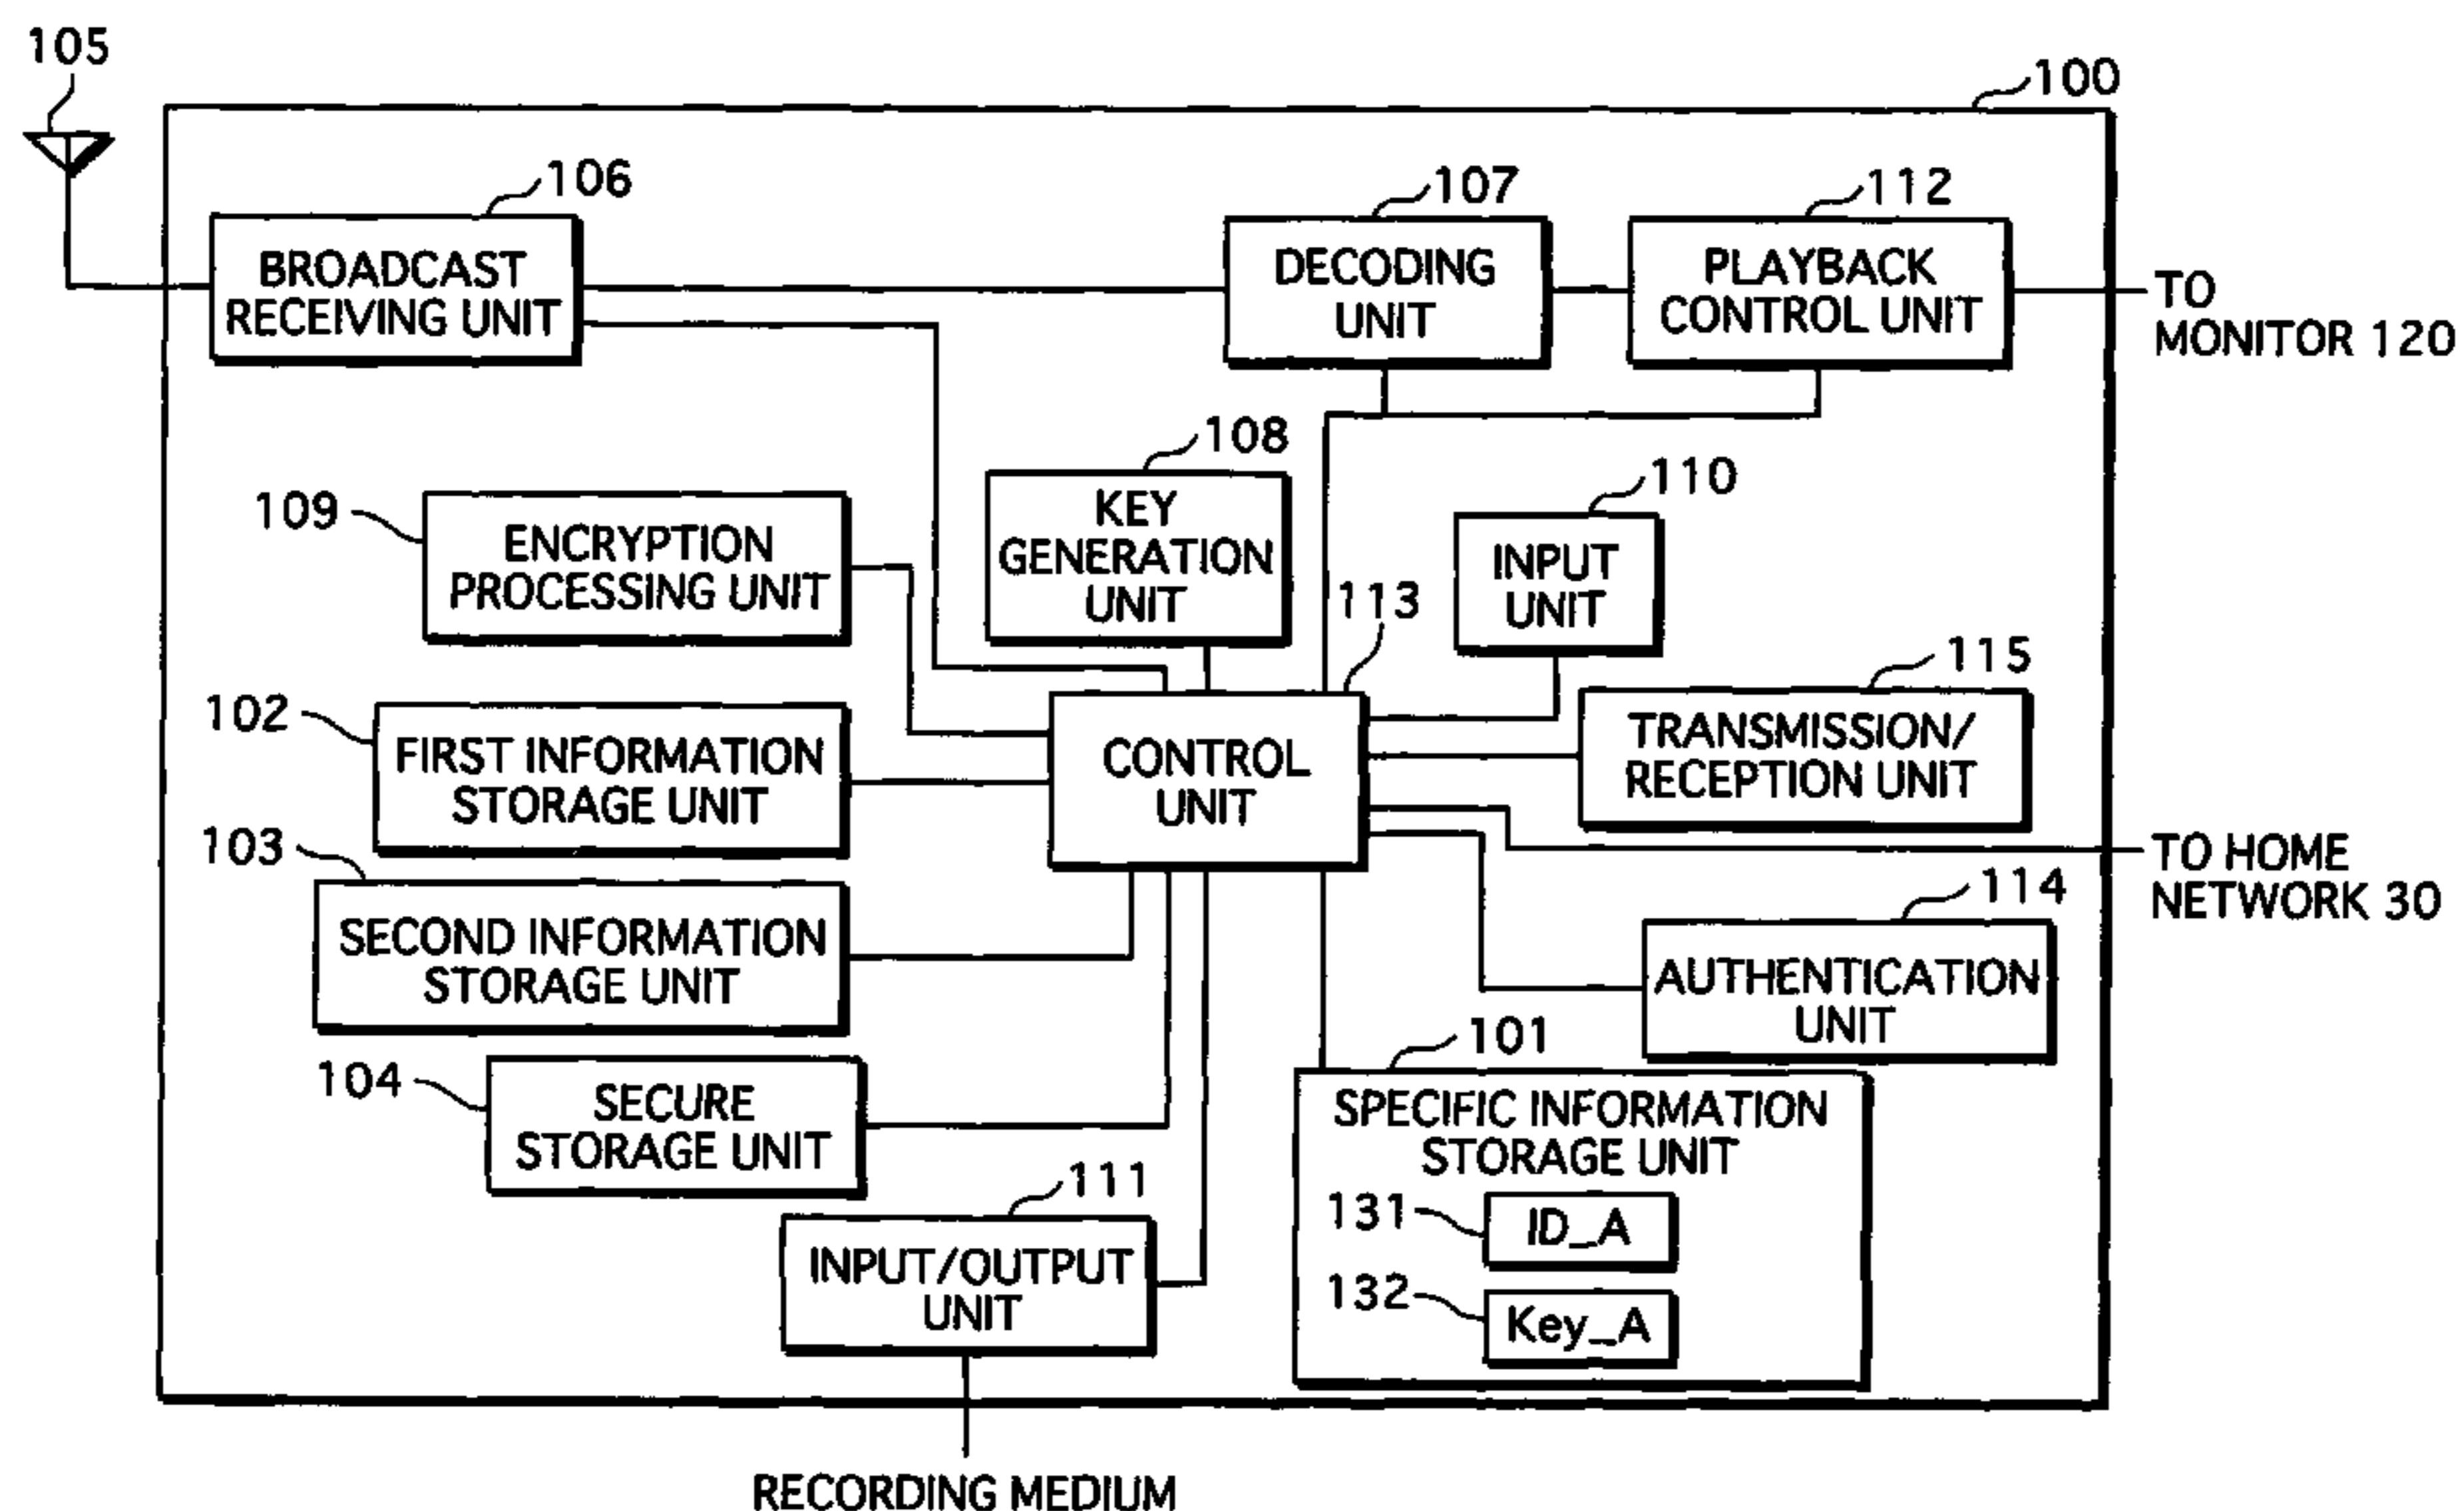 105
100
106
BROADCAST
RECEIVING UNIT
107
DECODING
UNIT
112
PLAYBACK
CONTROL UNIT
TO
MONITOR 120
108
KEY
GENERATION
UNIT
109
ENCRYPTION
PROCESSING UNIT
110
INPUT
UNIT
113
CONTROL
UNIT
115
TRANSMISSION/
RECEPTION UNIT
102
FIRST INFORMATION
STORAGE UNIT
TO HOME
NETWORK 30
103
SECOND INFORMATION
STORAGE UNIT
114
AUTHENTICATION
UNIT
104
SECURE
STORAGE UNIT
101
SPECIFIC INFORMATION
STORAGE UNIT
131
ID_A
132
Key_A
111
INPUT/OUTPUT
UNIT
RECORDING MEDIUM